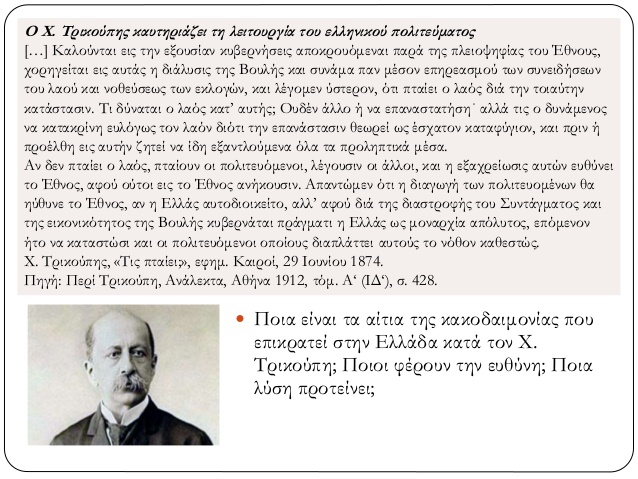 Ο Χ. Τρικούπης καυτηριάζει τη λειτουργία του ελληνικού πολιτεύματος
[…] Καλούνται εις την εξουσίαν κυβερνήσεις αποκρουόμεναι παρά της πλειοψηφίας του Έθνους,
χορηγείται εις αυτάς η διάλυσις της Βουλής και συνάμα παν μέσον επηρεασμού των συνειδήσεων
του λαού και νοθεύσεως των εκλογών, και λέγομεν ύστερον, ότι πταίει ο λαός διά την τοιαύτην
κατάστασιν. Τι δύναται ο λαός κατ’ αυτής; Ουδέν άλλο ή να επαναστατήση˙ αλλά τις ο δυνάμενος
να κατακρίνη ευλόγως τον λαόν διότι την επανάστασιν θεωρεί ως έσχατον καταφύγιον, και πριν ή
προέλθη εις αυτήν ζητεί να ίδη εξαντλούμενα όλα τα προληπτικά μέσα.
Αν δεν πταίει ο λαός, πταίουν οι πολιτευόμενοι, λέγουσιν οι άλλοι, και η εξαχρείωσις αυτών ευθύνει
το Έθνος, αφού ούτοι εις το Έθνος ανήκουσιν. Απαντώμεν ότι η διαγωγή των πολιτευομένων θα
ηύθυνε το Έθνος, αν η Ελλάς αυτοδιοικείτο, αλλ’ αφού διά της διαστροφής του Συντάγματος και
της εικονικότητος της Βουλής κυβερνάται πράγματι η Ελλάς ως μοναρχία απόλυτος, επόμενον
ήτο να καταστώσι και οι πολιτευόμενοι οποίους διαπλάττει αυτούς το νόθον καθεστώς.
Χ. Τρικούπης, «Τις πταίει;», εφημ. Καιροί, 29 Ιουνίου 1874.
Πηγή: Περί Τρικούπη, Ανάλεκτα, Αθήνα 1912, τόμ. Α‘ (ΙΔ‘), σ. 428.
• Ποια είναι τα αίτια της κακοδαιμονίας που
επικρατεί στην Ελλάδα κατά τον Χ.
Τρικούπη; Ποιοι φέρουν την ευθύνη; Ποια
λύση προτείνει;